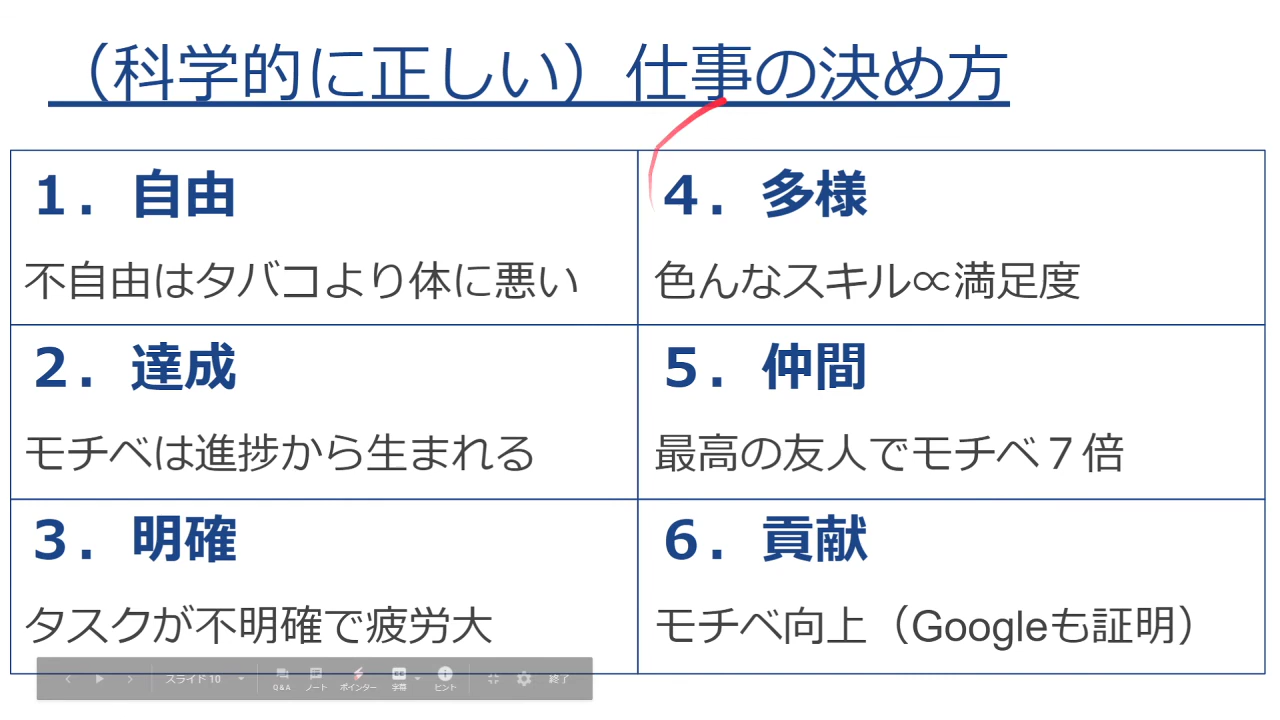 （科学的に正しい）仕事の決め方
１．自由
不自由はタバコより体に悪い
２．達成
モチベは進捗から生まれる
３．明確
タスクが不明確で疲労大
４．多様
色んなスキル∝満足度
５．仲間
最高の友人でモチベ７倍
６．貢献
モチベ向上（Googleも証明）
スライド 10
Q&A ノート ポインター 字幕 ヒント 終了